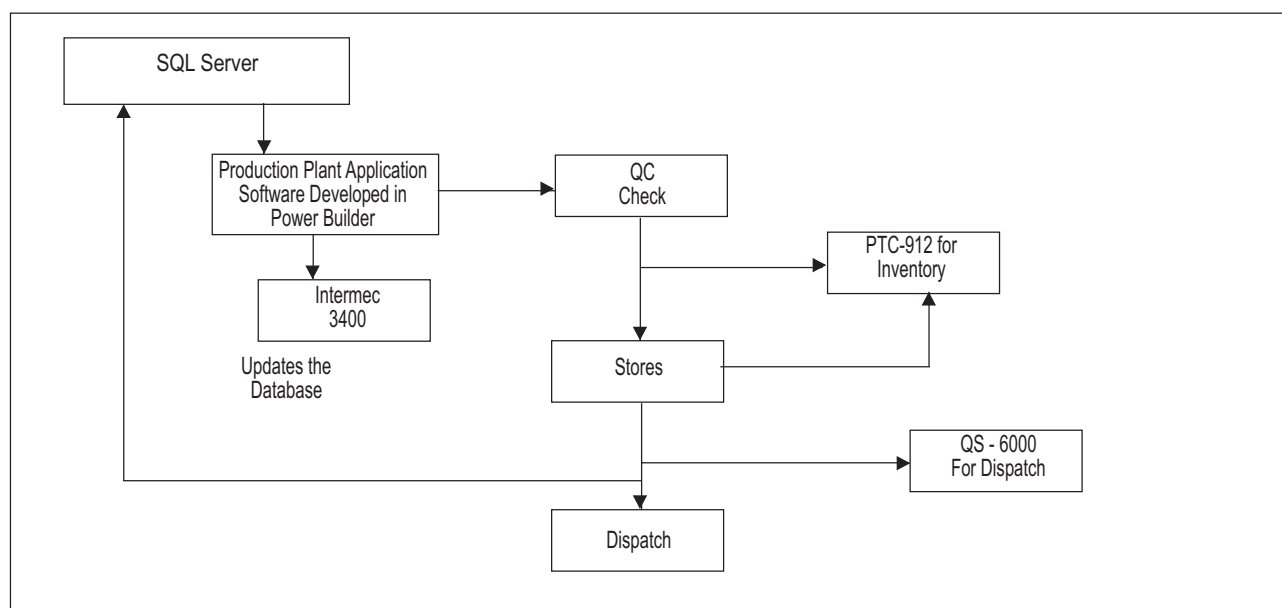 SQL Server
Production Plant Application
Software Developed in
Power Builder
QC
Check
PTC-912 for
Inventory
Intermec
3400
Updates the
Database
Stores
QS - 6000
For Dispatch
Dispatch